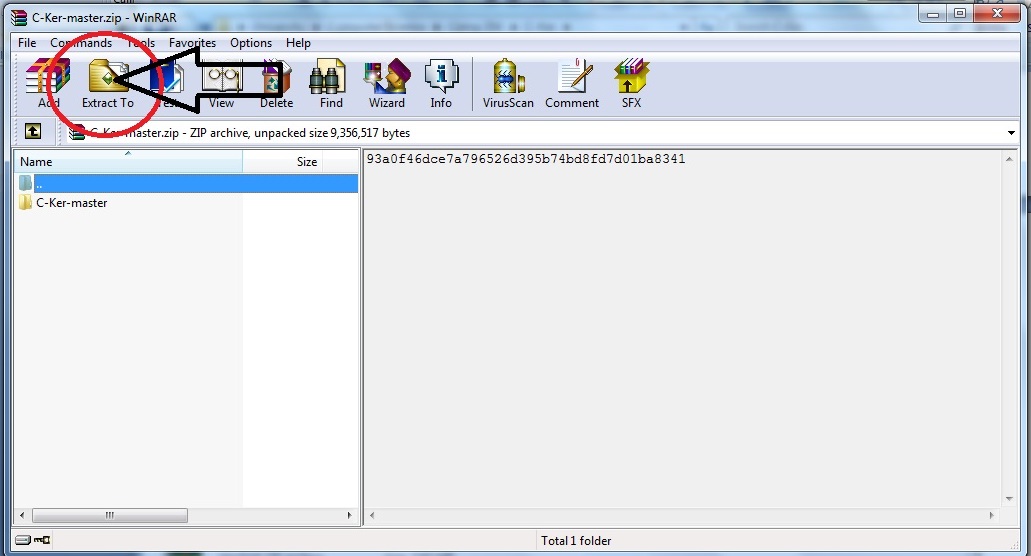 C-Ker-master.zip - WinRAR
File Commands Tools Favorites Options Help
Add Extract To Test View Delete Find Wizard Info VirusScan Comment SFX
C-Ker-master.zip - ZIP archive, unpacked size 9,356,517 bytes
Name Size
93a0f46dce7a796526d395b74bd8fd7d01ba8341
..
C-Ker-master
Total 1 folder